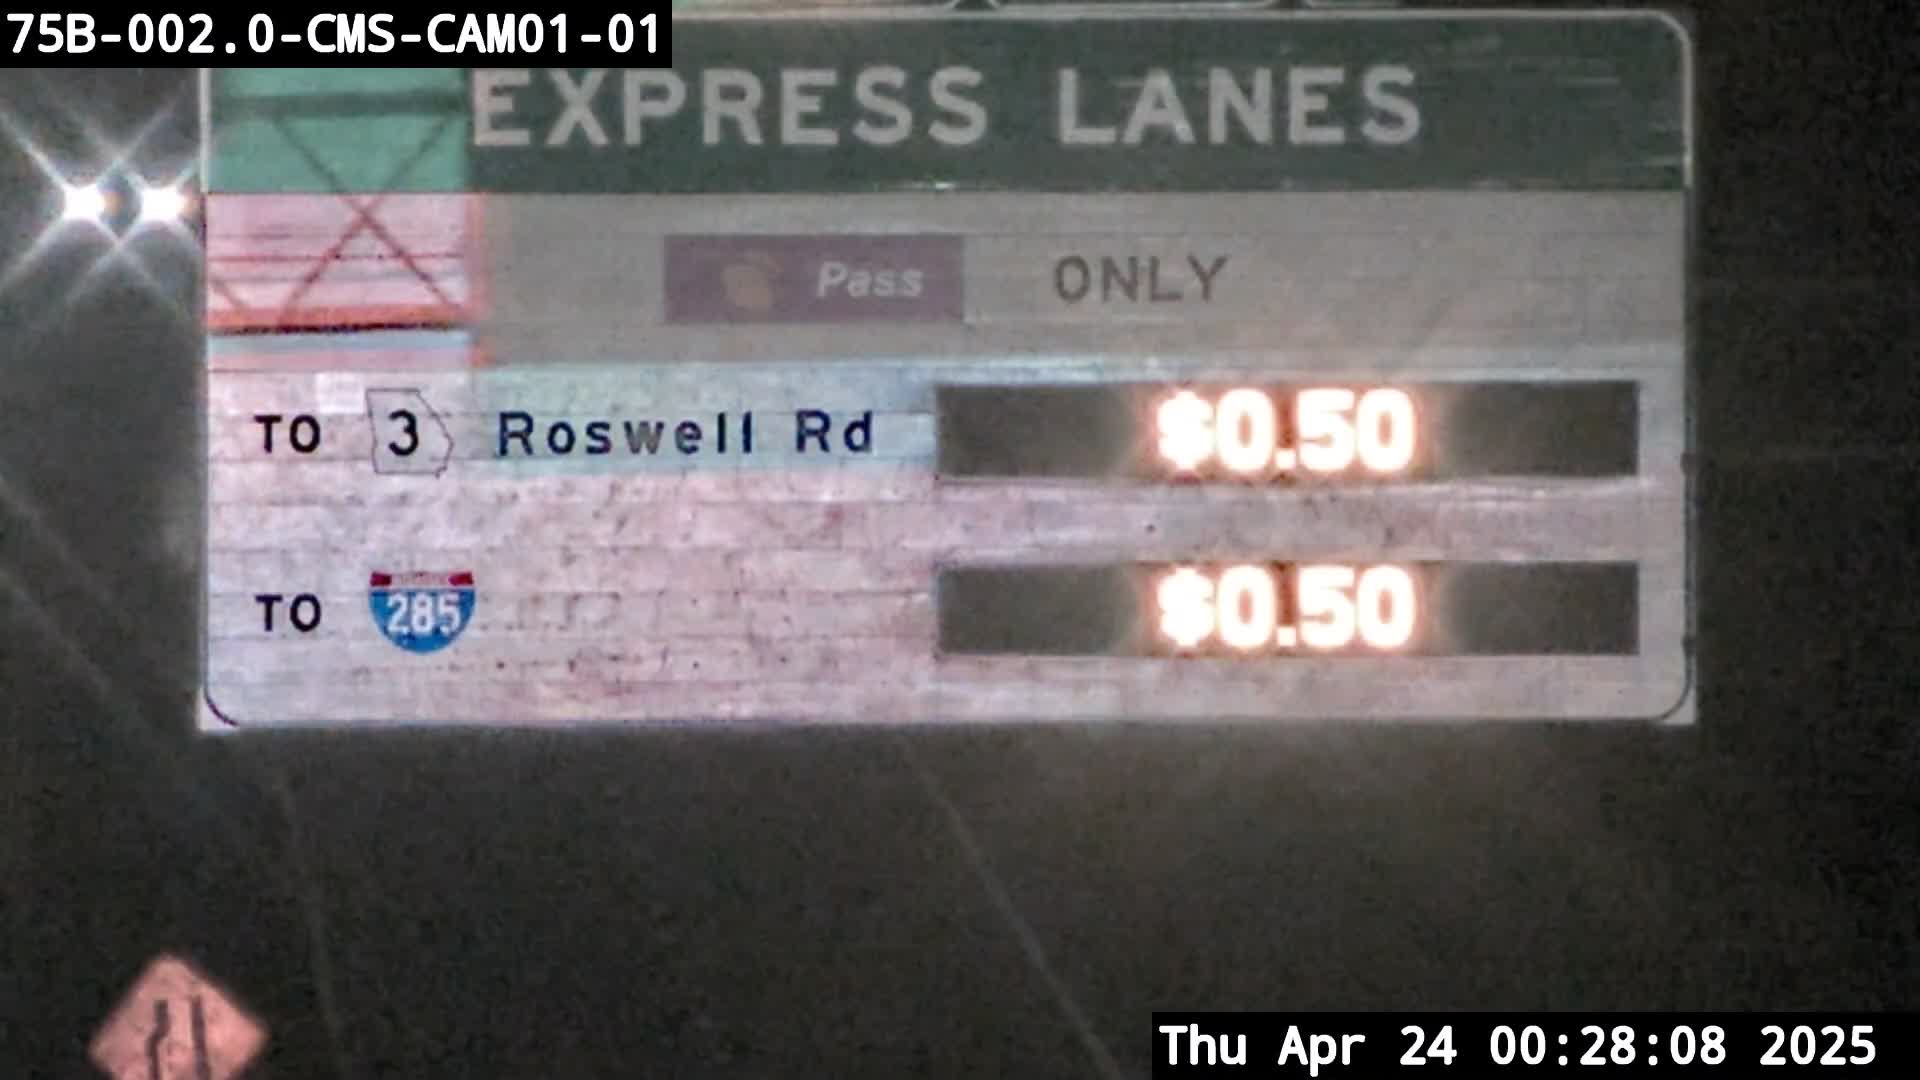 75B-002.0-CMS-CAM01-01
EXPRESS LANES
Pass ONLY
TO 3 Roswell Rd $0.50
TO 285 $0.50
Thu Apr 24 00:28:08 2025